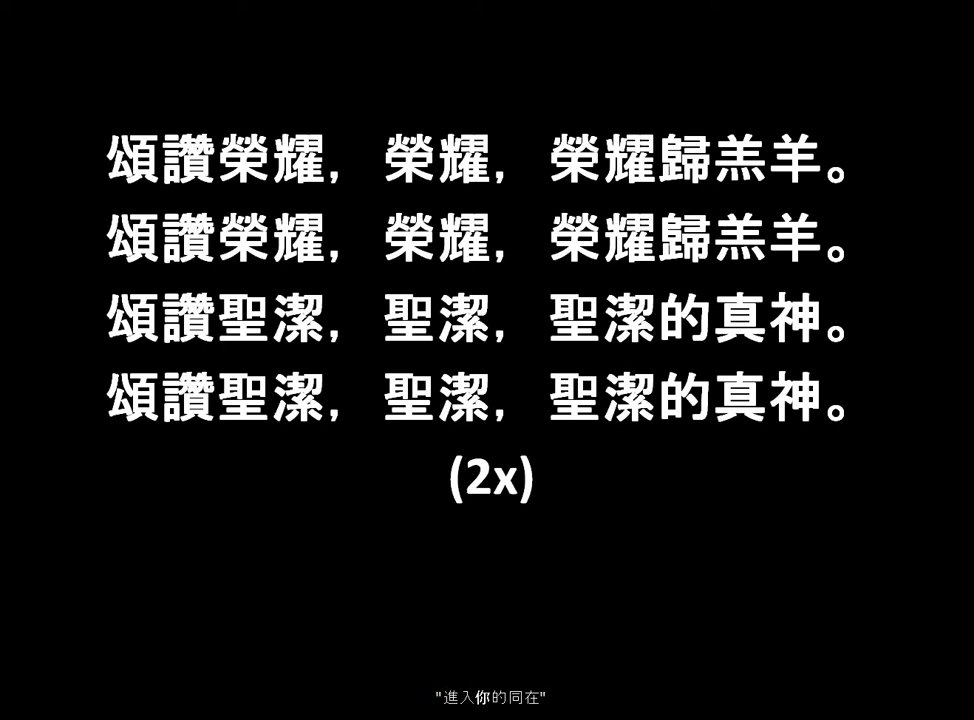 頌讚榮耀, 榮耀, 榮耀歸羔羊。
頌讚榮耀, 榮耀, 榮耀歸羔羊。
頌讚聖潔, 聖潔, 聖潔的真神。
頌讚聖潔, 聖潔, 聖潔的真神。
(2x)
"進入你的同在"